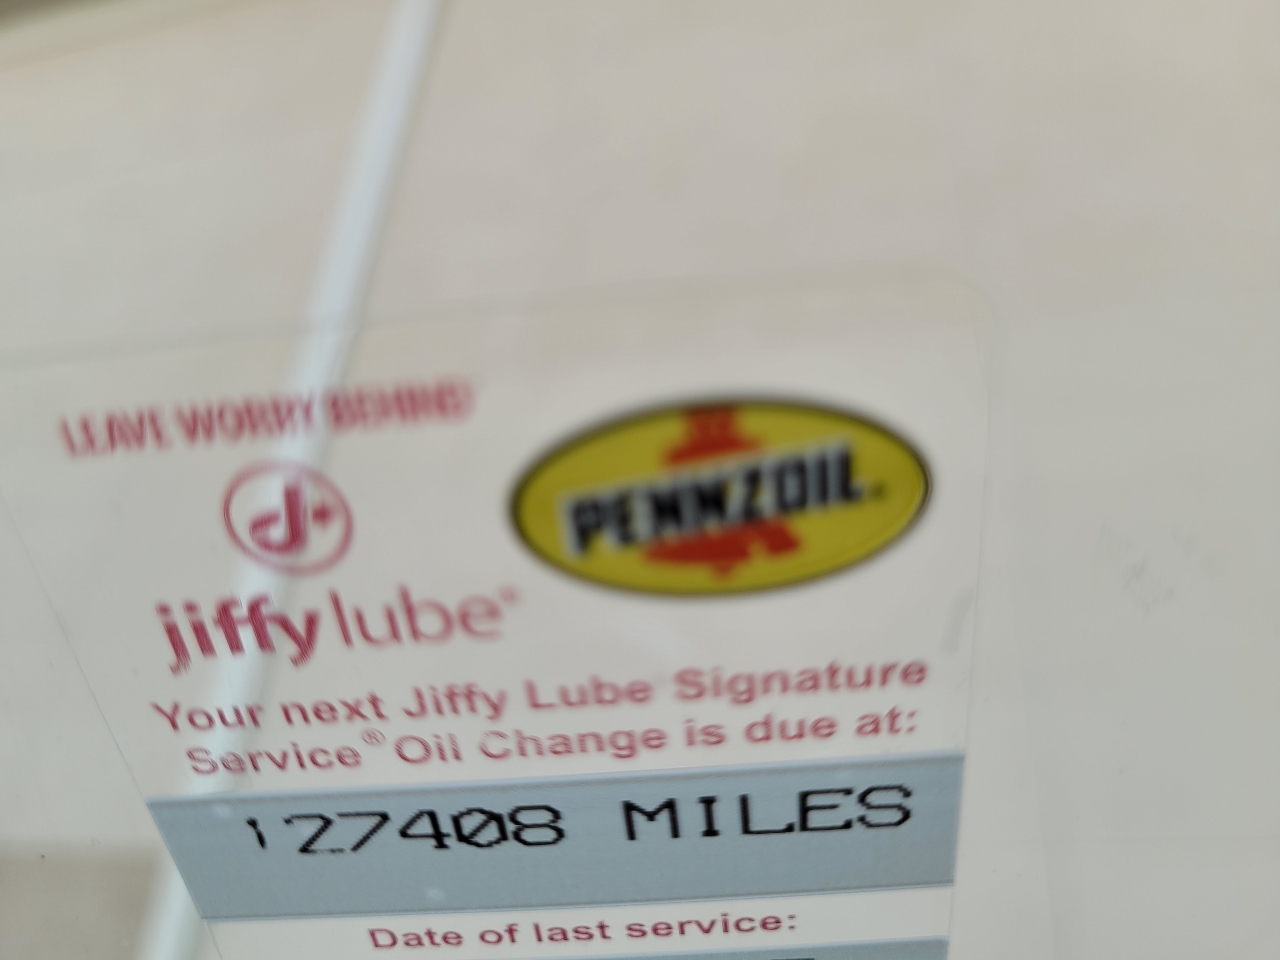 LEAVE WORRY BEHIND
PENNZOIL.
jiffy lube®
Your next Jiffy Lube Signature
Service® Oil Change is due at:
127408 MILES
Date of last service: